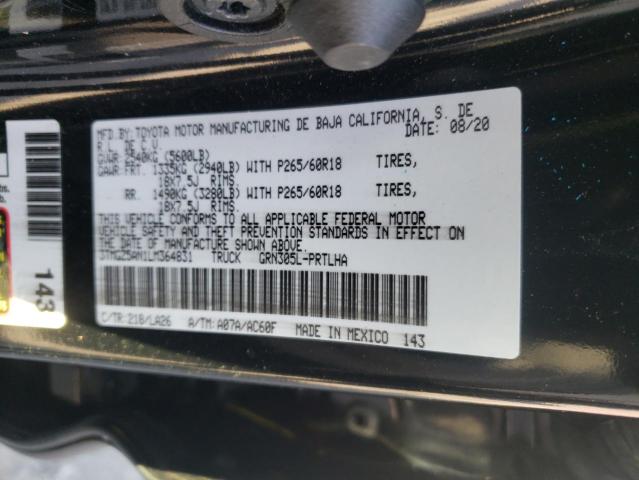 MFD.BY:TOYOTA MOTOR MANUFACTURING DE BAJA CALIFORNIA, S. DE
R.L. DE C.V. DATE: 08/20
GVWR 2540KG (5600LB)
GAWR:FRT. 1335KG (2940LB) WITH P265/60R18 TIRES,
18X7.5J RIMS.
RR. 1490KG (3280LB) WITH P265/60R18 TIRES,
18X7.5J RIMS.
THIS VEHICLE CONFORMS TO ALL APPLICABLE FEDERAL MOTOR
VEHICLE SAFETY AND THEFT PREVENTION STANDARDS IN EFFECT ON
THE DATE OF MANUFACTURE SHOWN ABOVE.
3TMGZ5AN1LM364831 TRUCK GRN305L-PRTLHA
C/TR:218/LA26 A/TM:A07A/AC60F MADE IN MEXICO 143
143